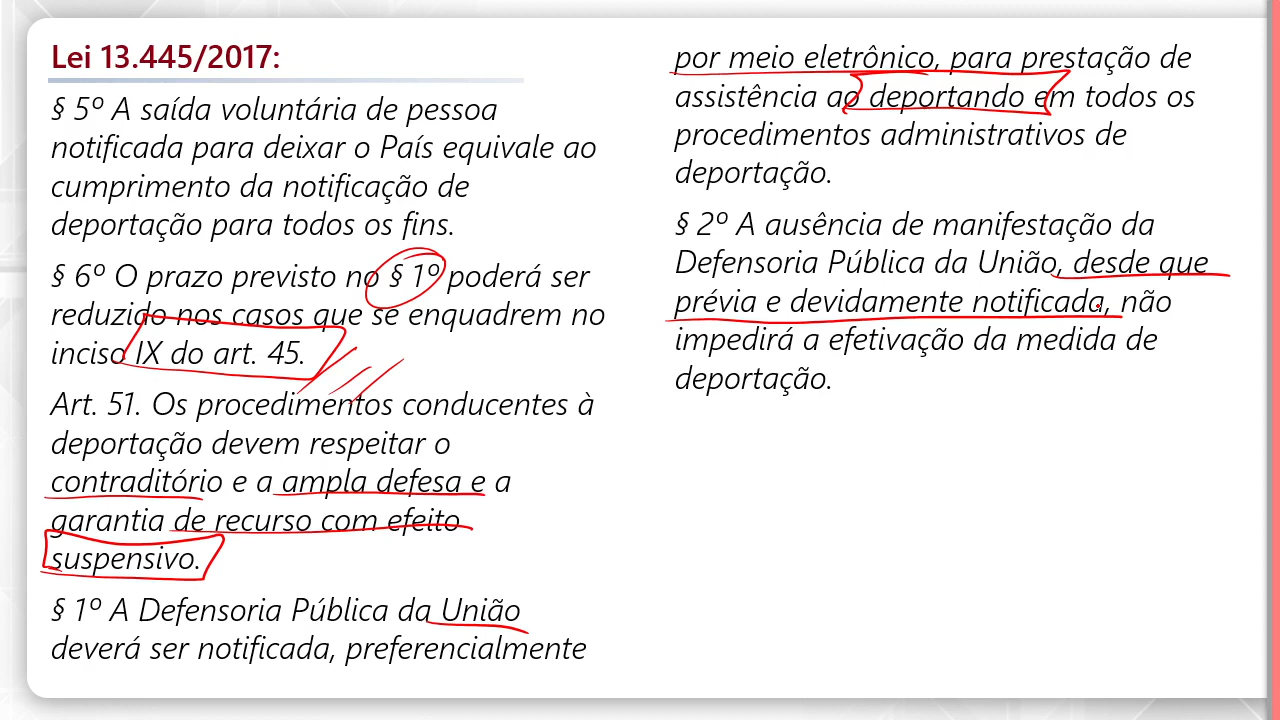 Lei 13.445/2017:
§ 5º A saída voluntária de pessoa
notificada para deixar o País equivale ao
cumprimento da notificação de
deportação para todos os fins.
§ 6º O prazo previsto no § 1º poderá ser
reduzido nos casos que se enquadrem no
inciso IX do art. 45.
Art. 51. Os procedimentos conducentes à
deportação devem respeitar o
contraditório e a ampla defesa e a
garantia de recurso com efeito
suspensivo.
§ 1º A Defensoria Pública da União
deverá ser notificada, preferencialmente
por meio eletrônico, para prestação de
assistência ao deportando em todos os
procedimentos administrativos de
deportação.
§ 2º A ausência de manifestação da
Defensoria Pública da União, desde que
prévia e devidamente notificada, não
impedirá a efetivação da medida de
deportação.